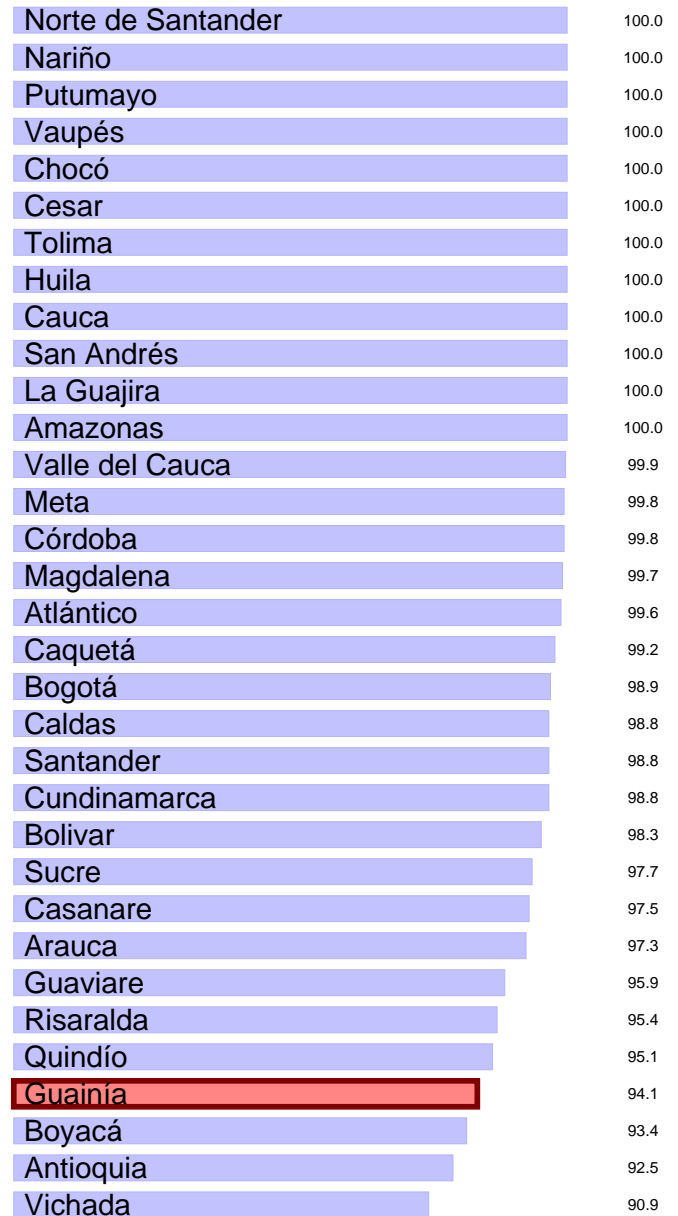 Norte de Santander 100.0
Nariño 100.0
Putumayo 100.0
Vaupés 100.0
Chocó 100.0
Cesar 100.0
Tolima 100.0
Huila 100.0
Cauca 100.0
San Andrés 100.0
La Guajira 100.0
Amazonas 100.0
Valle del Cauca 99.9
Meta 99.8
Córdoba 99.8
Magdalena 99.7
Atlántico 99.6
Caquetá 99.2
Bogotá 98.9
Caldas 98.8
Santander 98.8
Cundinamarca 98.8
Bolivar 98.3
Sucre 97.7
Casanare 97.5
Arauca 97.3
Guaviare 95.9
Risaralda 95.4
Quindío 95.1
Guainía 94.1
Boyacá 93.4
Antioquia 92.5
Vichada 90.9